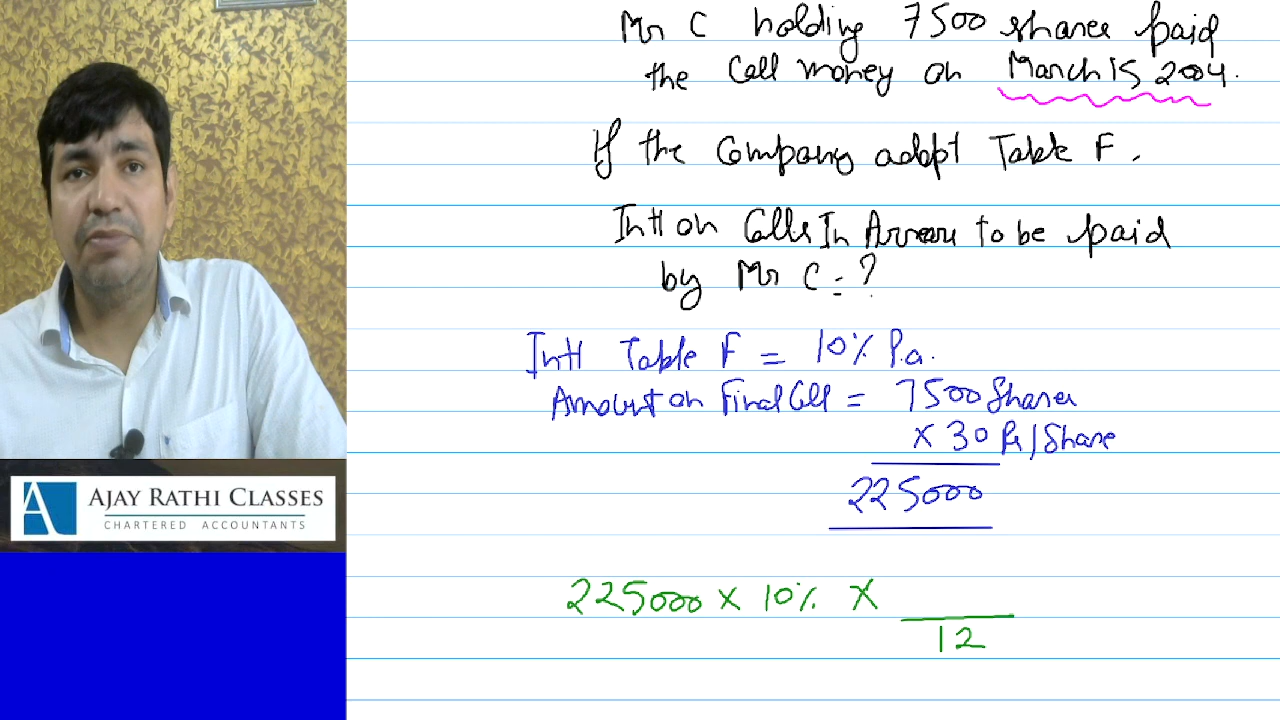 Mr C holding 7500 shares paid
the Call money on March 15 2004.
If the Company adopt Table F.
Intt on Calls In Arrear to be paid
by Mr C = ?
Intt Table F = 10% P.a.
Amount on Final Call = 7500 Shares
x 30 Rs/Share
225000
225000 x 10% x
12
AJAY RATHI CLASSES
CHARTERED ACCOUNTANTS